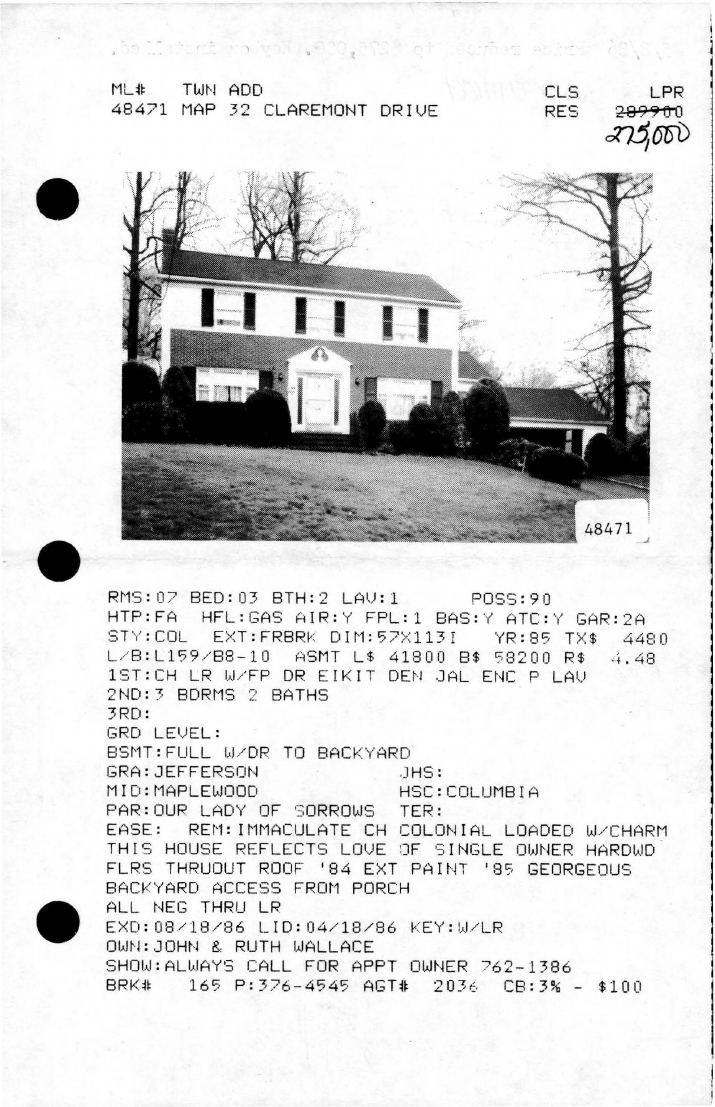 ML# TWN ADD CLS LPR
48471 MAP 32 CLAREMONT DRIVE RES 289900
275,000
48471
RMS:07 BED:03 BTH:2 LAV:1 POSS:90
HTP:FA HFL:GAS AIR:Y FPL:1 BAS:Y ATC:Y GAR:2A
STY:COL EXT:FRBRK DIM:57X113I YR:85 TX$ 4480
L/B:L159/B8-10 ASMT L$ 41800 B$ 58200 R$ 4.48
1ST:CH LR W/FP DR EIKIT DEN JAL ENC P LAV
2ND:3 BDRMS 2 BATHS
3RD:
GRD LEVEL:
BSMT:FULL W/DR TO BACKYARD
GRA:JEFFERSON JHS:
MID:MAPLEWOOD HSC:COLUMBIA
PAR:OUR LADY OF SORROWS TER:
EASE: REM:IMMACULATE CH COLONIAL LOADED W/CHARM
THIS HOUSE REFLECTS LOVE OF SINGLE OWNER HARDWD
FLRS THRUOUT ROOF '84 EXT PAINT '85 GEORGEOUS
BACKYARD ACCESS FROM PORCH
ALL NEG THRU LR
EXD:08/18/86 LID:04/18/86 KEY:W/LR
OWN:JOHN & RUTH WALLACE
SHOW:ALWAYS CALL FOR APPT OWNER 762-1386
BRK# 165 P:376-4545 AGT# 2036 CB:3% - $100